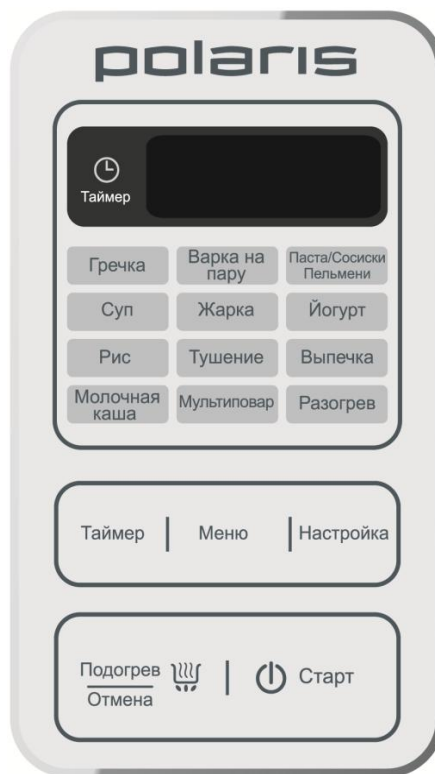 polaris
Таймер
Гречка
Варка на
пару
Паста/Сосиски
Пельмени
Суп
Жарка
Йогурт
Рис
Тушение
Выпечка
Молочная
каша
Мультиповар
Разогрев
Таймер
Меню
Настройка
Подогрев
Отмена
Старт